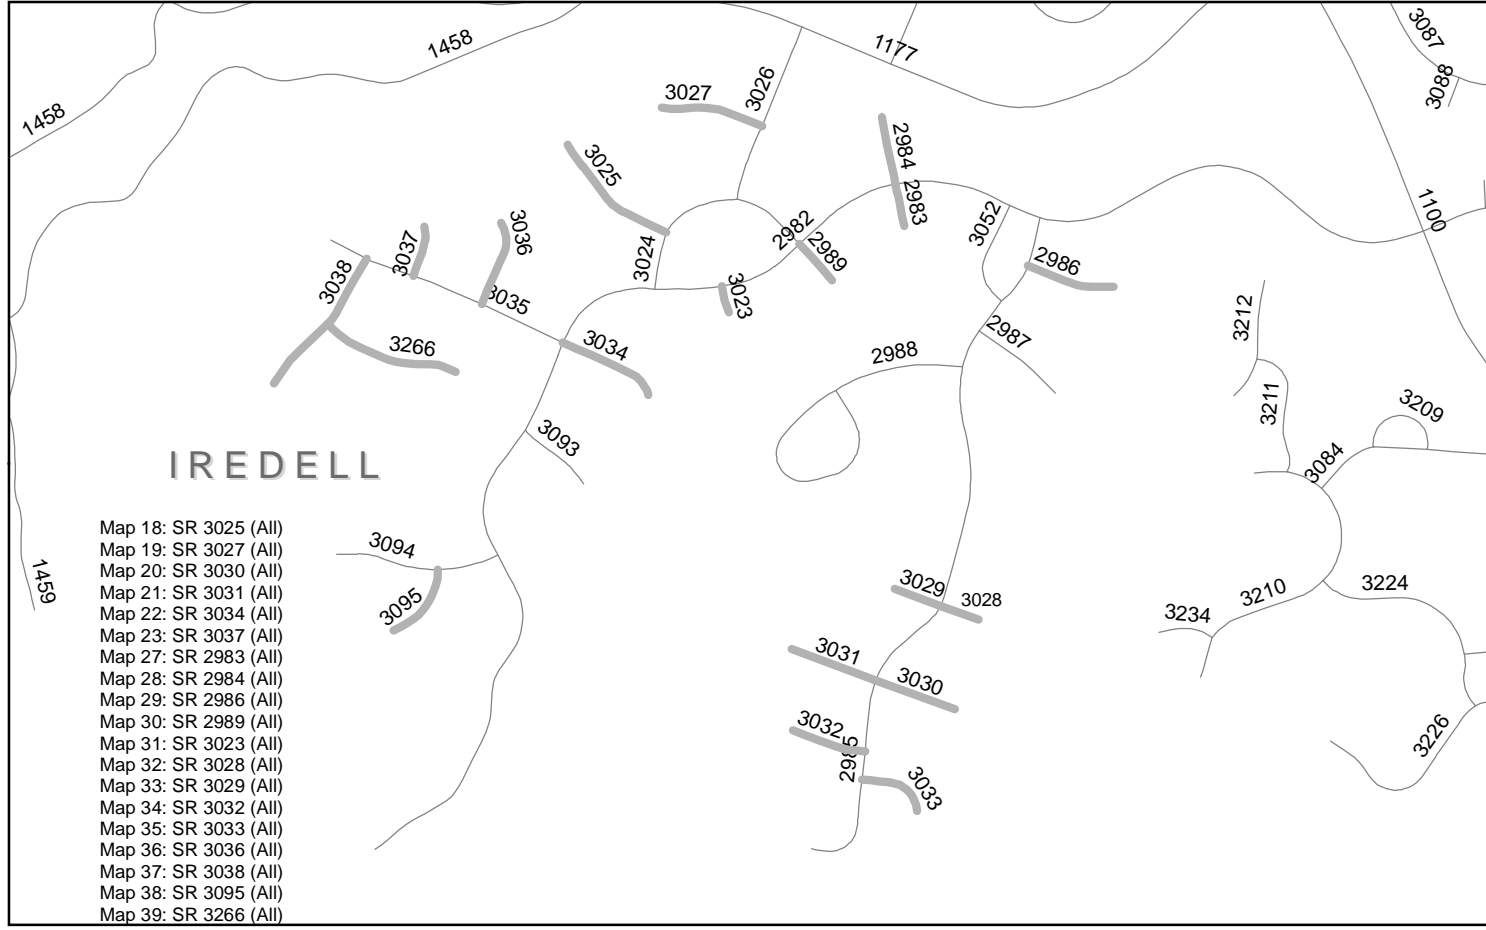 3087
1458
1177
3088
3026
3027
1458
2984
3025
2983
1100
3052
3036
2982
3037
3024
2989
2986
3038
3023
3035
3212
2987
3034
3266
2988
3211
3209
3093
3084
IREDELL
Map 18: SR 3025 (All)
Map 19: SR 3027 (All)
Map 20: SR 3030 (All)
Map 21: SR 3031 (All)
Map 22: SR 3034 (All)
Map 23: SR 3037 (All)
Map 27: SR 2983 (All)
Map 28: SR 2984 (All)
Map 29: SR 2986 (All)
Map 30: SR 2989 (All)
Map 31: SR 3023 (All)
Map 32: SR 3028 (All)
Map 33: SR 3029 (All)
Map 34: SR 3032 (All)
Map 35: SR 3033 (All)
Map 36: SR 3036 (All)
Map 37: SR 3038 (All)
Map 38: SR 3095 (All)
Map 39: SR 3266 (All)
3094
1459
3095
3029
3028
3224
3210
3234
3031
3030
3032
2985
3226
3033